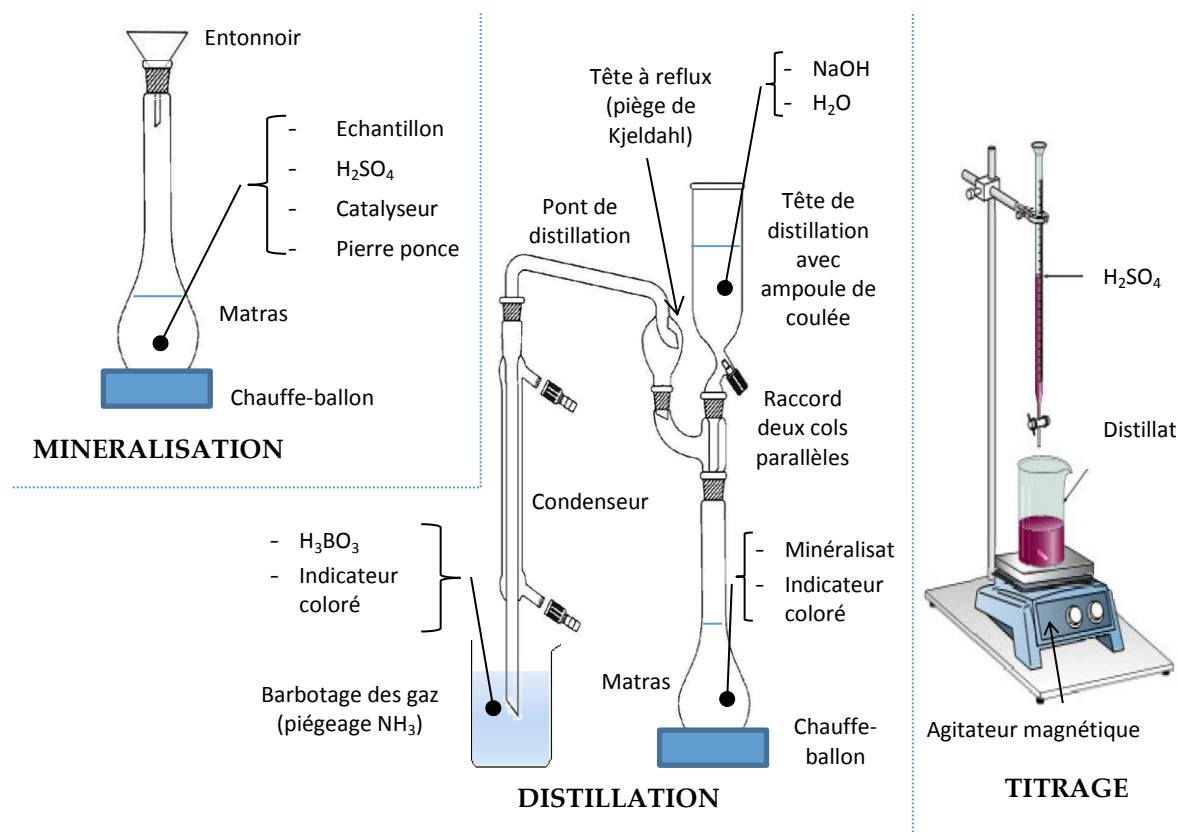 Entonnoir
- Echantillon
- H₂SO₄
- Catalyseur
- Pierre ponce
Matras
Chauffe-ballon
MINERALISATION
Tête à reflux
(piège de
Kjeldahl)
- NaOH
- H₂O
Pont de
distillation
Tête de
distillation
avec
ampoule de
coulée
Raccord
deux cols
parallèles
Condenseur
- H₃BO₃
- Indicateur
coloré
- Minéralisat
- Indicateur
coloré
Barbotage des gaz
(piégeage NH₃)
Matras
Chauffe-
ballon
DISTILLATION
H₂SO₄
Distillat
Agitateur magnétique
TITRAGE